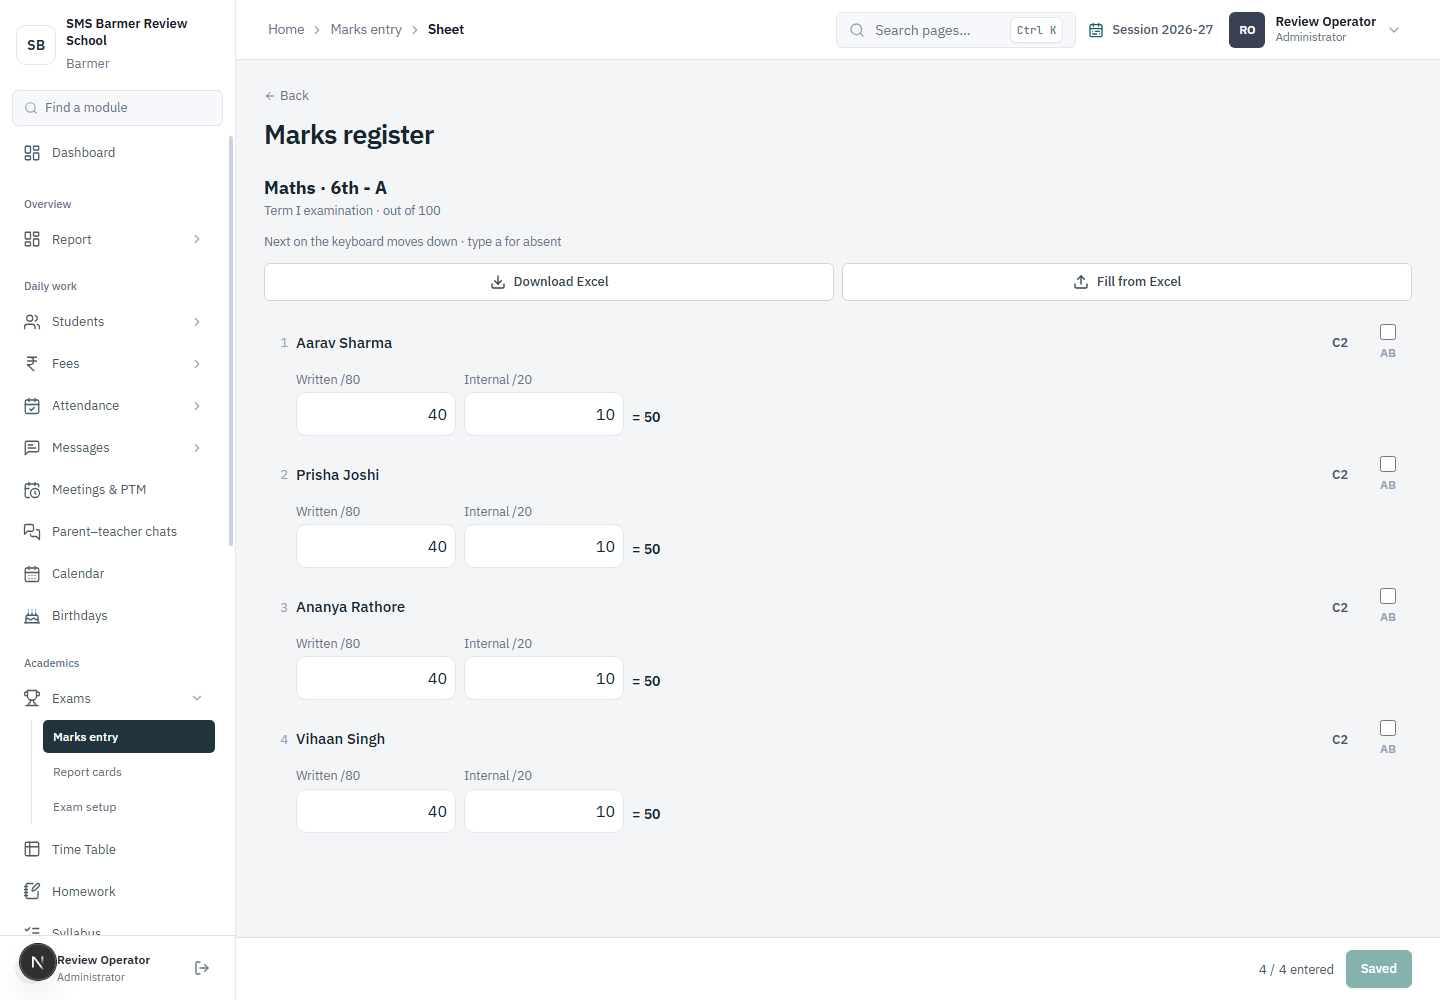 SMS Barmer Review
School
SB
Barmer
Find a module
Dashboard
Overview
Report
Daily work
Students
Fees
Attendance
Messages
Meetings & PTM
Parent–teacher chats
Calendar
Birthdays
Academics
Exams
Marks entry
Report cards
Exam setup
Time Table
Homework
Syllabus
N
Review Operator
Administrator
Home > Marks entry > Sheet
Search pages... Ctrl K
Session 2026-27
RO
Review Operator
Administrator
← Back
Marks register
Maths · 6th - A
Term I examination · out of 100
Next on the keyboard moves down · type a for absent
Download Excel
Fill from Excel
1 Aarav Sharma C2 AB
Written /80 Internal /20
40 10 = 50
2 Prisha Joshi C2 AB
Written /80 Internal /20
40 10 = 50
3 Ananya Rathore C2 AB
Written /80 Internal /20
40 10 = 50
4 Vihaan Singh C2 AB
Written /80 Internal /20
40 10 = 50
4 / 4 entered Saved